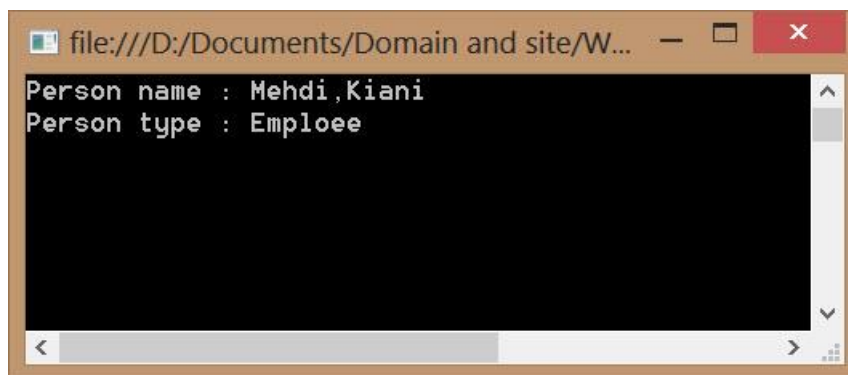 file:///D:/Documents/Domain and site/W...
Person name : Mehdi,Kiani
Person type : Emploee